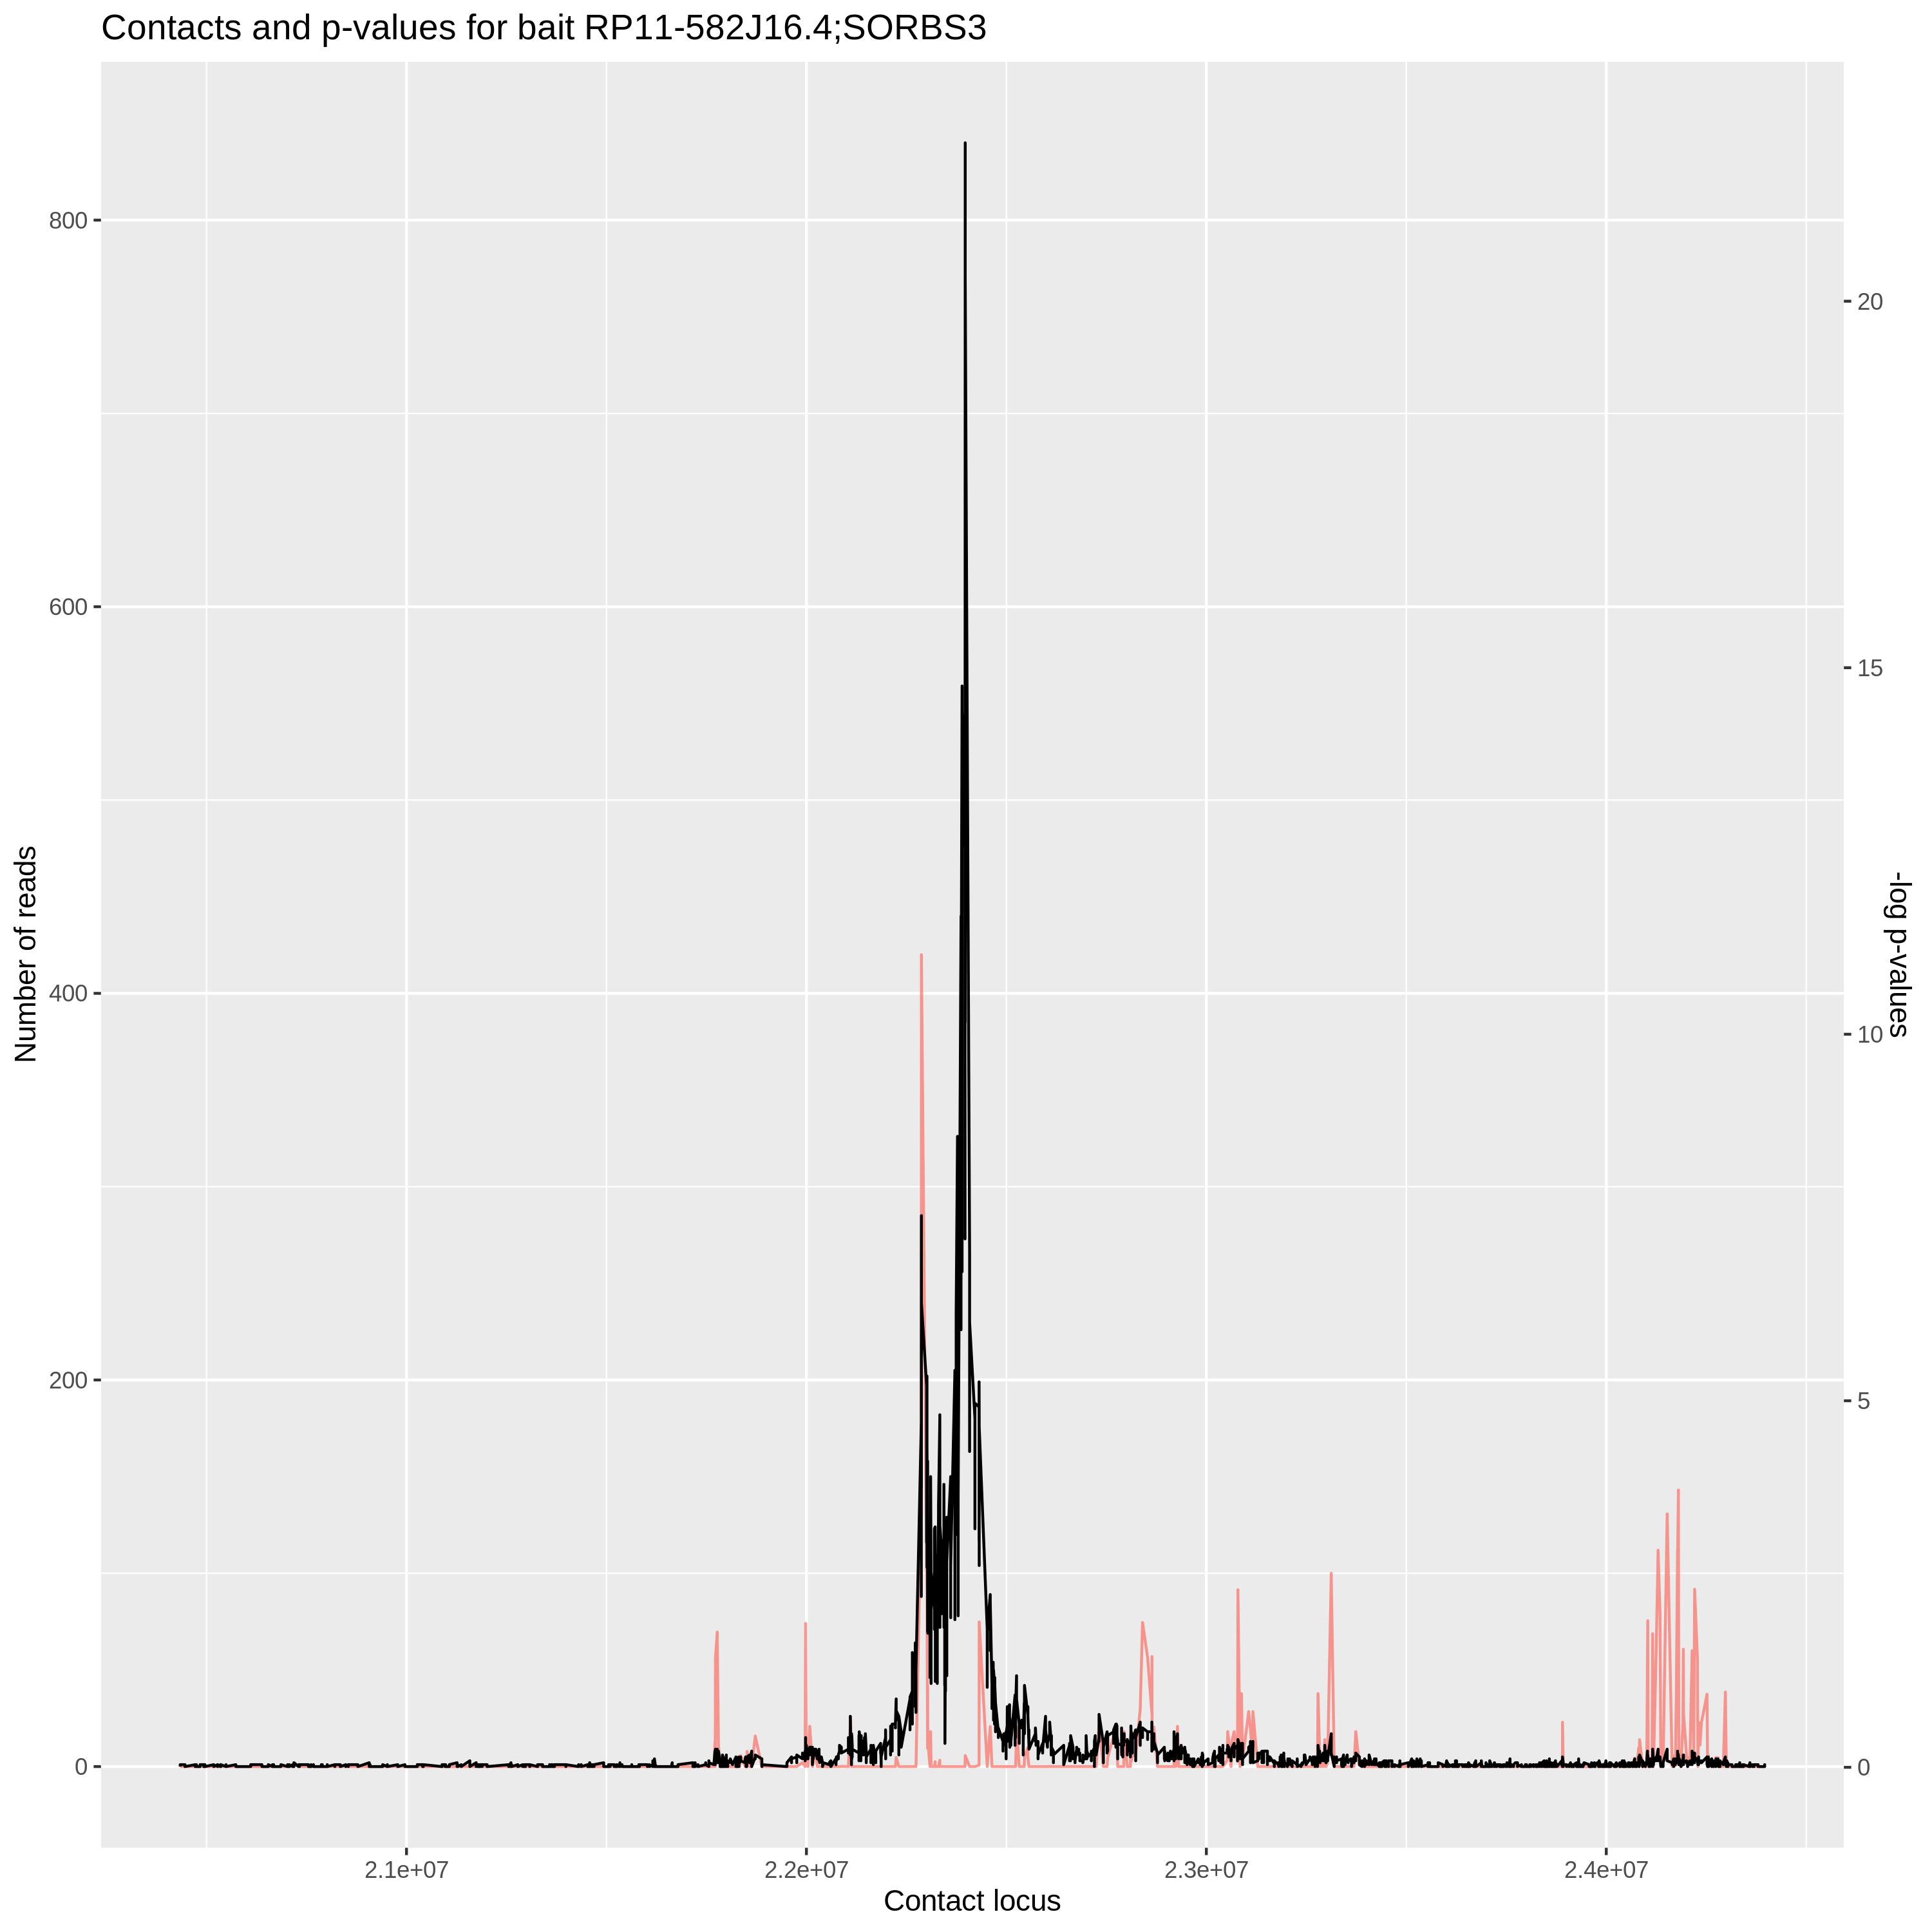 Contacts and p-values for bait RP11-582J16.4;SORBS3
Number of reads
800
600
400
200
0
20
15
10
5
0
-log p-values
2.1e+07
2.2e+07
2.3e+07
2.4e+07
Contact locus